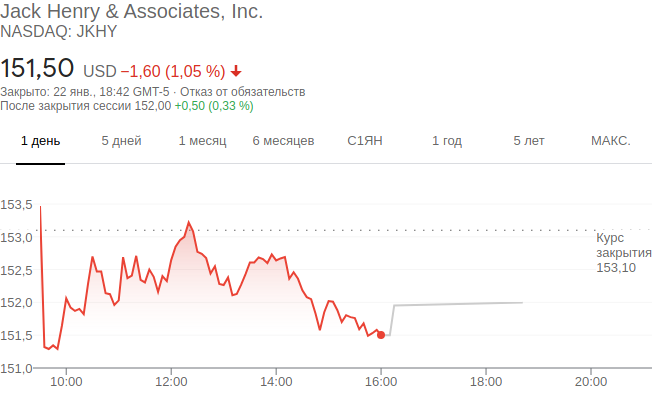 Jack Henry & Associates, Inc.
NASDAQ: JKHY
151,50 USD −1,60 (1,05 %)
Закрыто: 22 янв., 18:42 GMT-5 · Отказ от обязательств
После закрытия сессии 152,00 +0,50 (0,33 %)
1 день 5 дней 1 месяц 6 месяцев С1ЯН 1 год 5 лет МАКС.
153,5
153,0
152,5
152,0
151,5
151,0
Курс
закрытия
153,10
10:00 12:00 14:00 16:00 18:00 20:00